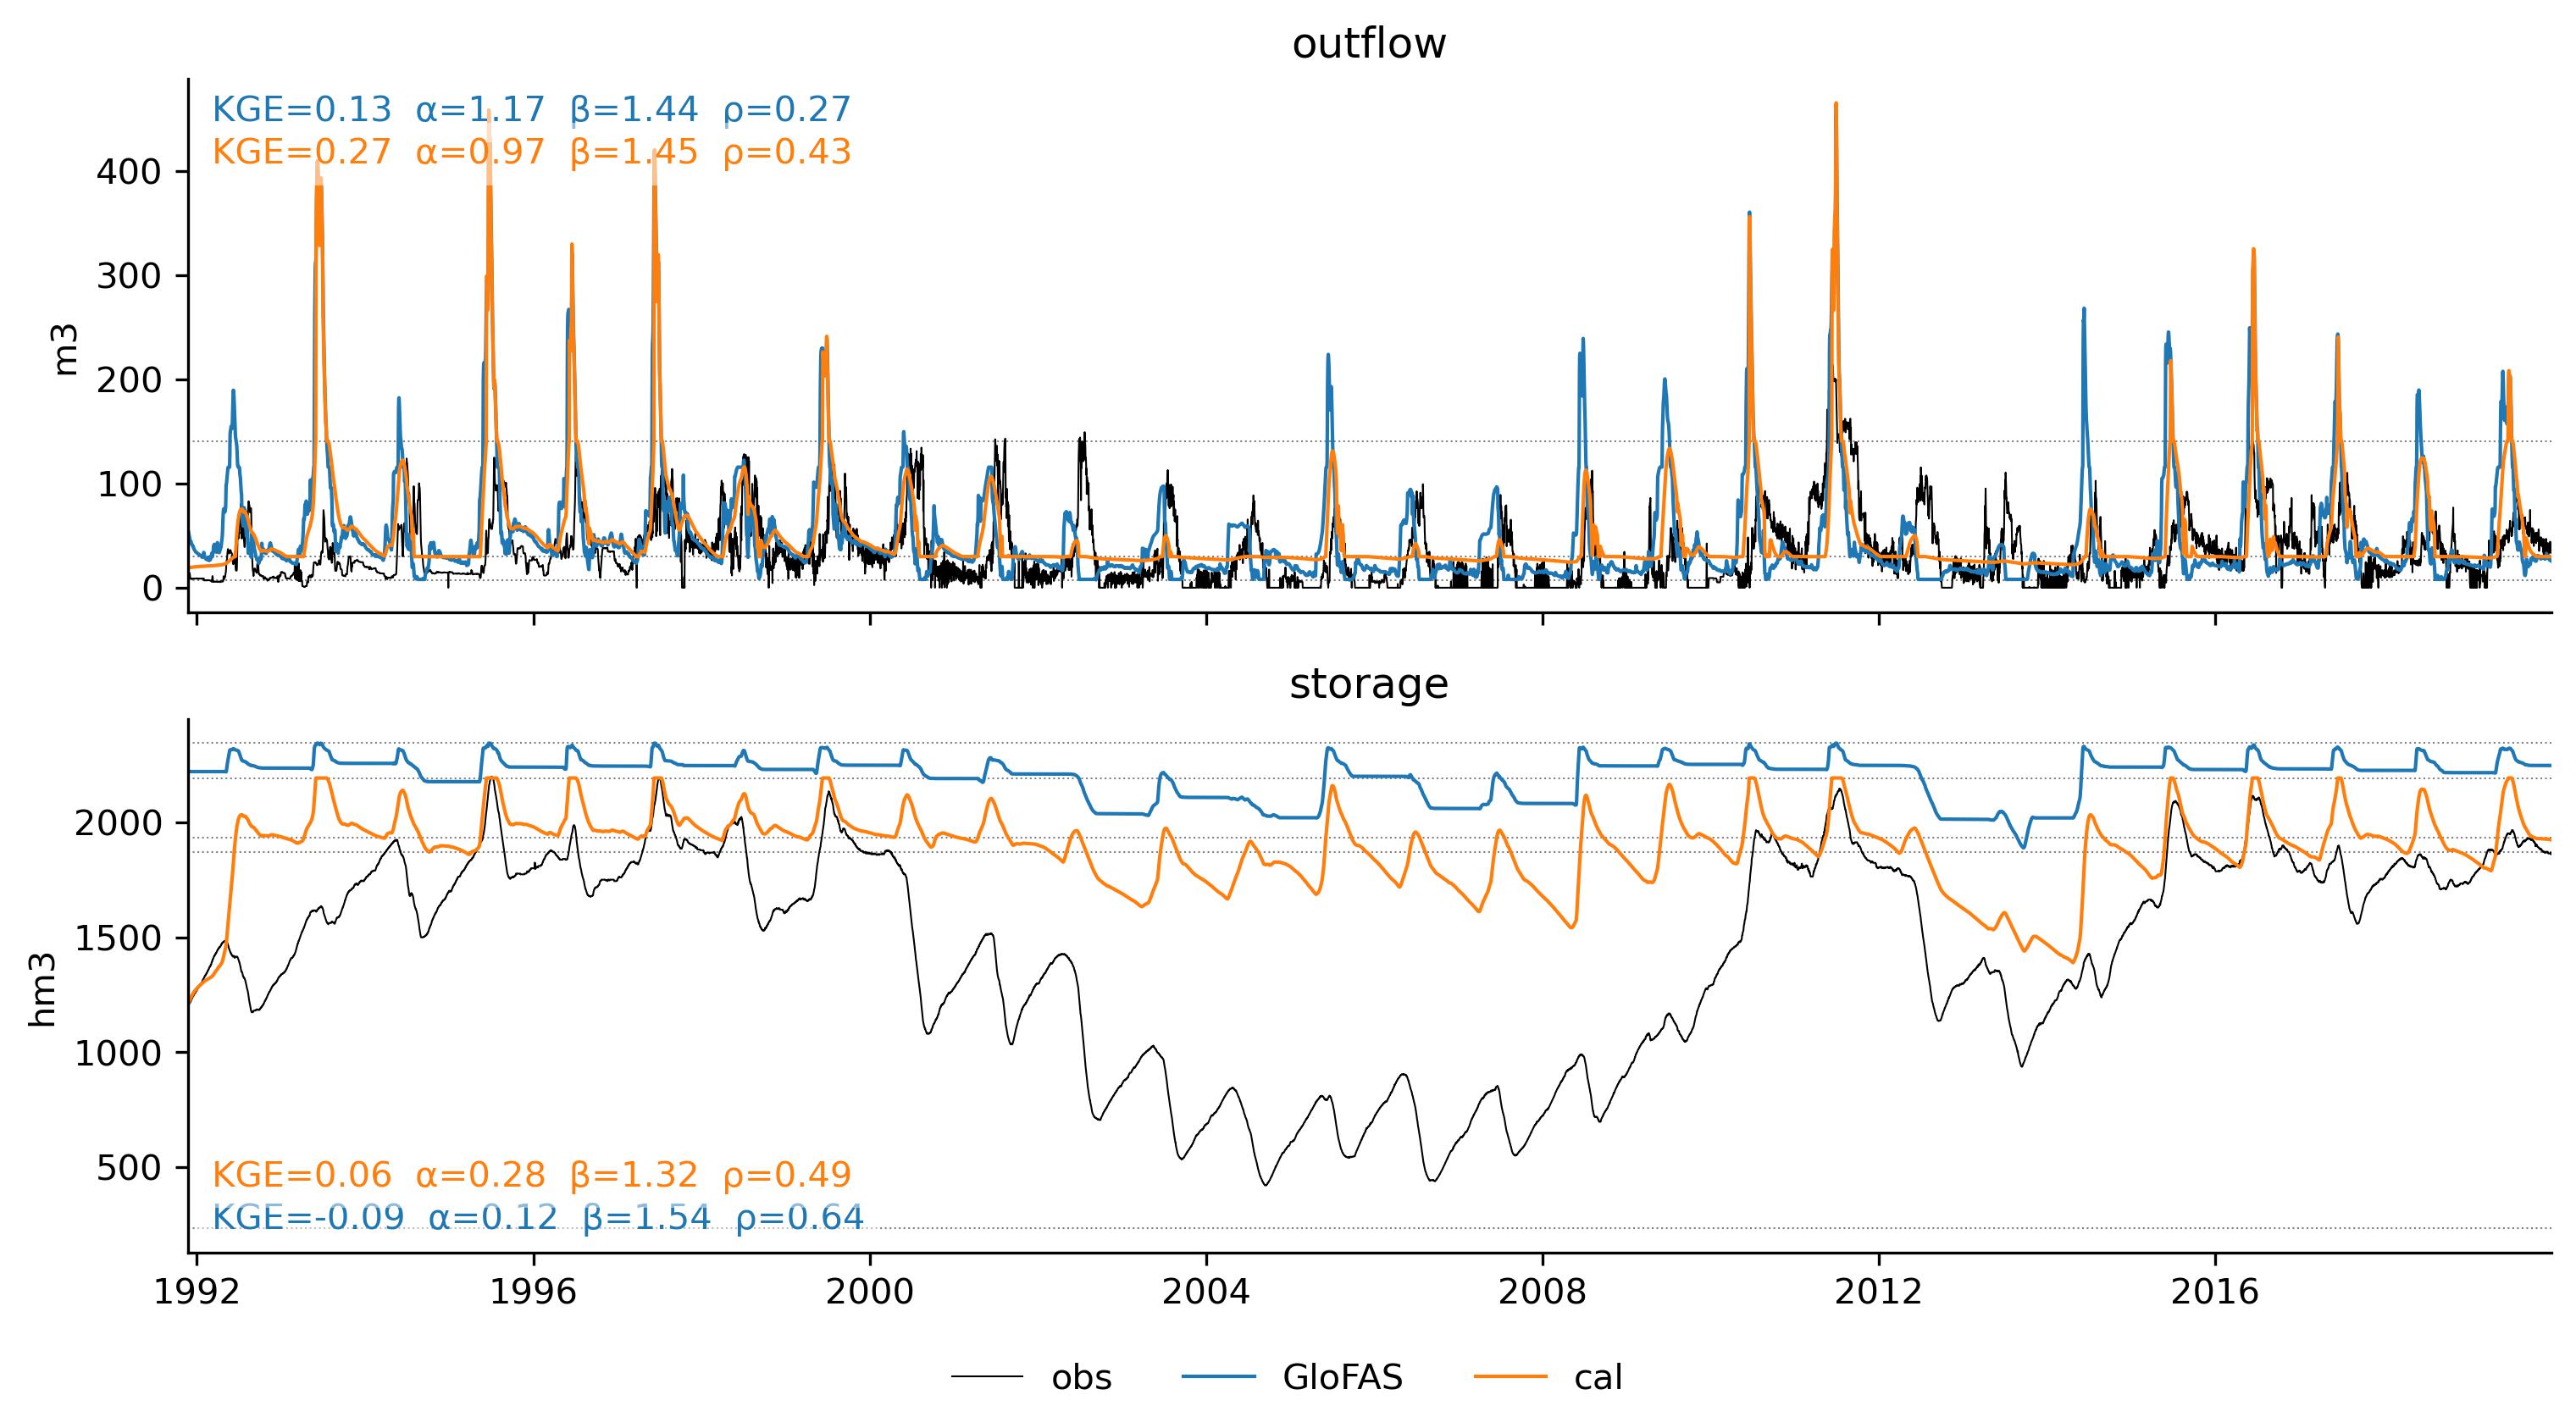 outflow
KGE=0.13 α=1.17 β=1.44 ρ=0.27
KGE=0.27 α=0.97 β=1.45 ρ=0.43
400
300
200
100
0
m3
storage
2000
1500
1000
500
hm3
KGE=0.06 α=0.28 β=1.32 ρ=0.49
KGE=-0.09 α=0.12 β=1.54 ρ=0.64
1992 1996 2000 2004 2008 2012 2016
obs GloFAS cal